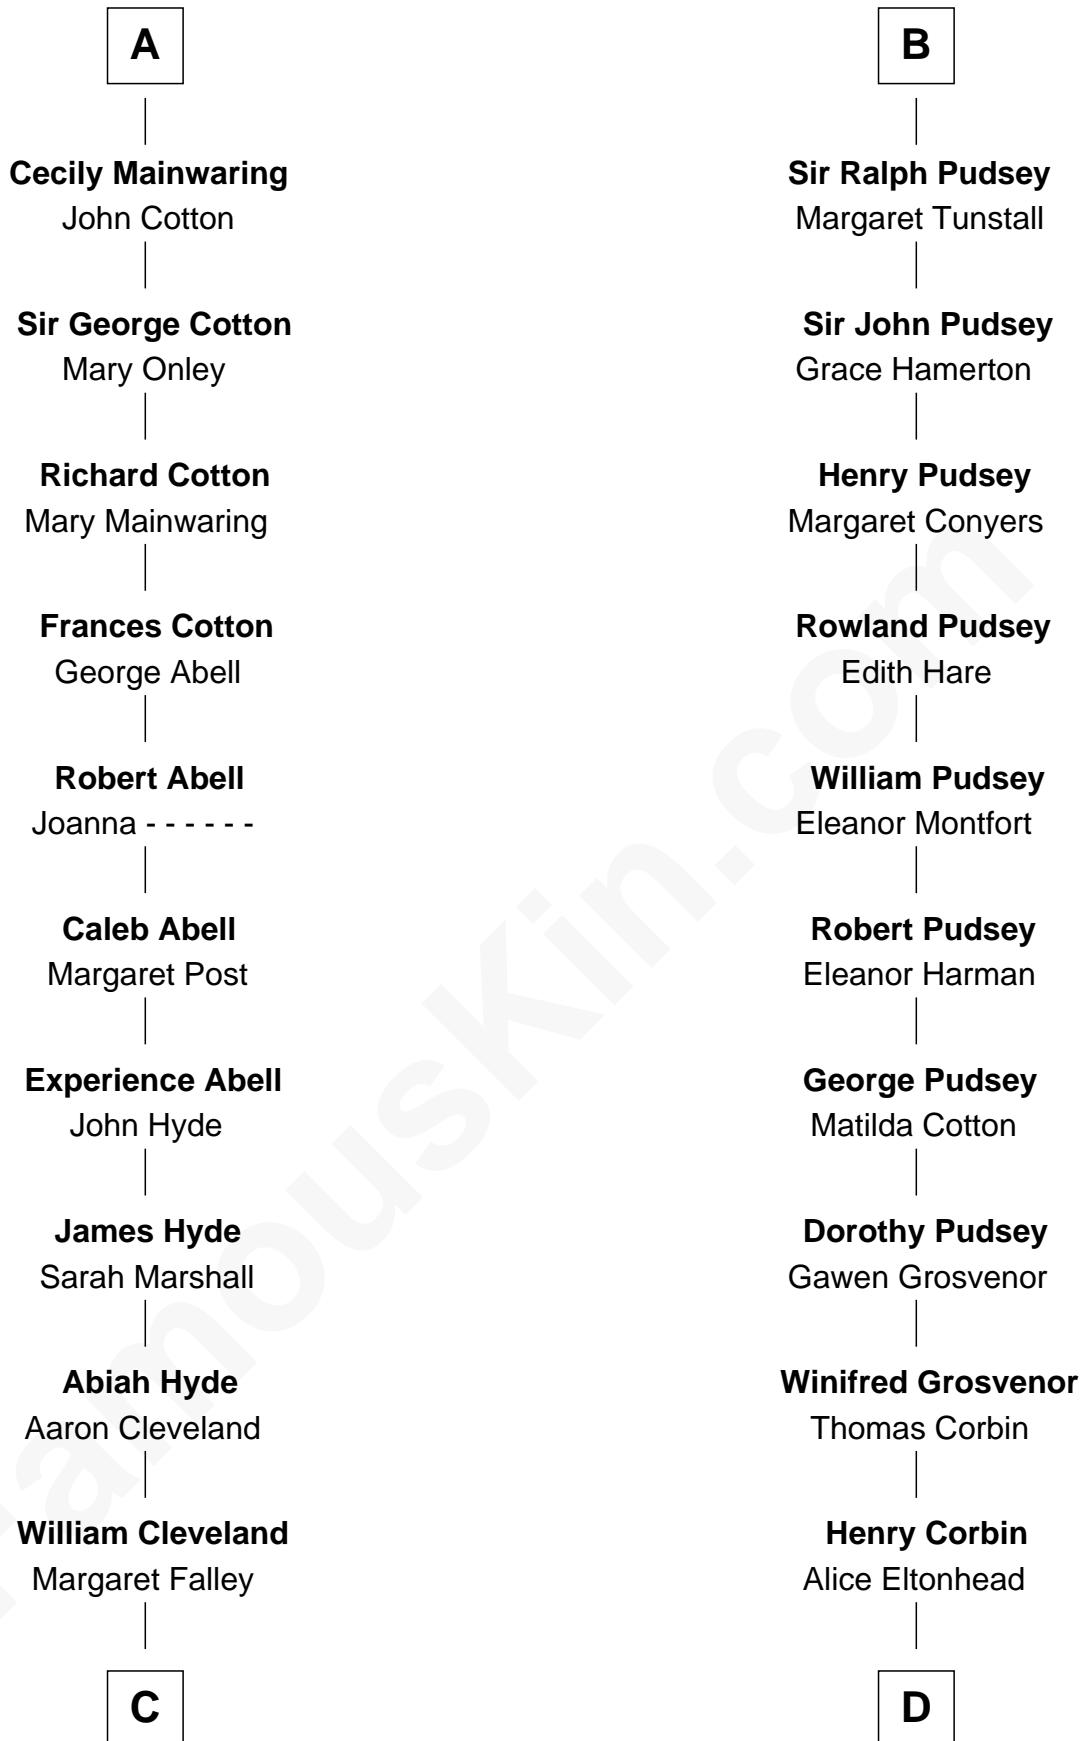 A
Cecily Mainwaring
John Cotton
Sir George Cotton
Mary Onley
Richard Cotton
Mary Mainwaring
Frances Cotton
George Abell
Robert Abell
Joanna - - - - - -
Caleb Abell
Margaret Post
Experience Abell
John Hyde
James Hyde
Sarah Marshall
Abiah Hyde
Aaron Cleveland
William Cleveland
Margaret Falley
C
B
Sir Ralph Pudsey
Margaret Tunstall
Sir John Pudsey
Grace Hamerton
Henry Pudsey
Margaret Conyers
Rowland Pudsey
Edith Hare
William Pudsey
Eleanor Montfort
Robert Pudsey
Eleanor Harman
George Pudsey
Matilda Cotton
Dorothy Pudsey
Gawen Grosvenor
Winifred Grosvenor
Thomas Corbin
Henry Corbin
Alice Eltonhead
D
FamousKin.com